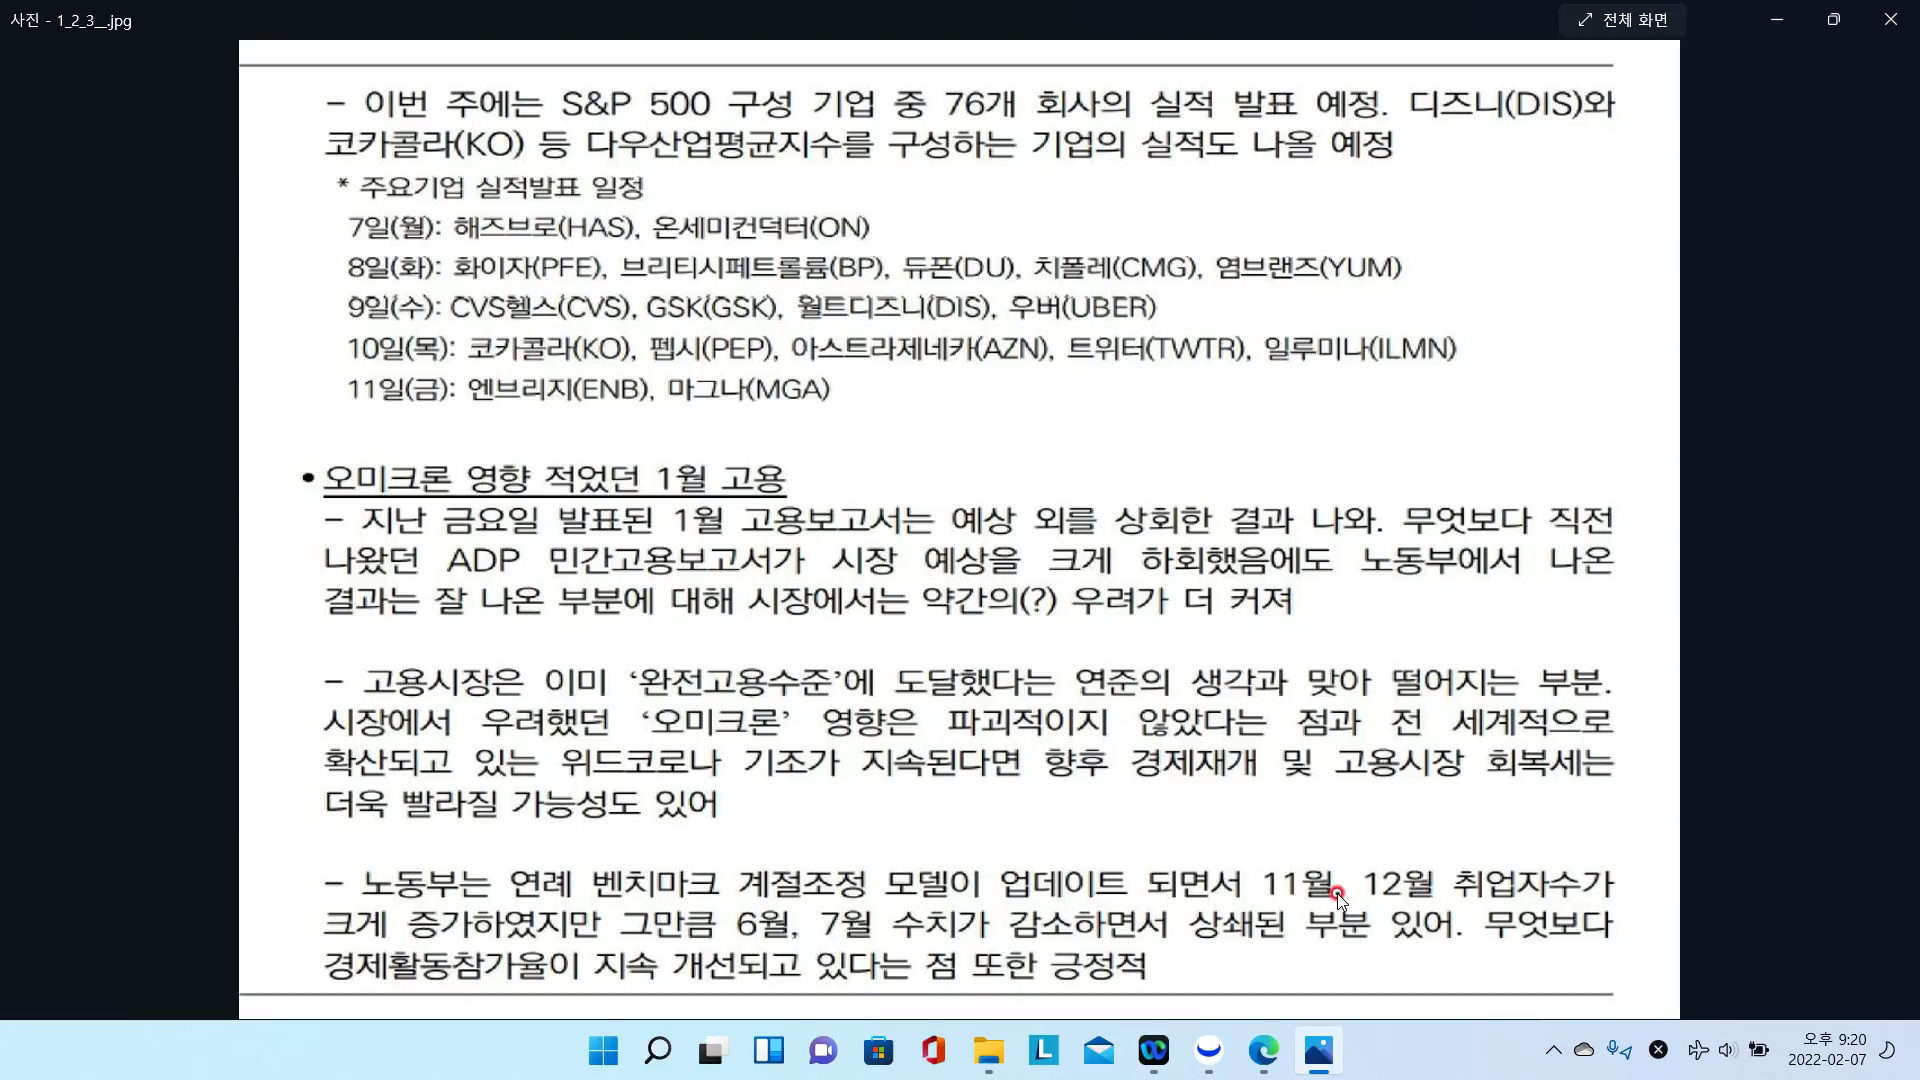 사진 - 1_2_3__.jpg
전체 화면
– 이번 주에는 S&P 500 구성 기업 중 76개 회사의 실적 발표 예정. 디즈니(DIS)와
코카콜라(KO) 등 다우산업평균지수를 구성하는 기업의 실적도 나올 예정
* 주요기업 실적발표 일정
7일(월): 해즈브로(HAS), 온세미컨덕터(ON)
8일(화): 화이자(PFE), 브리티시페트롤륨(BP), 듀폰(DU), 치폴레(CMG), 염브랜즈(YUM)
9일(수): CVS헬스(CVS), GSK(GSK), 월트디즈니(DIS), 우버(UBER)
10일(목): 코카콜라(KO), 펩시(PEP), 아스트라제네카(AZN), 트위터(TWTR), 일루미나(ILMN)
11일(금): 엔브리지(ENB), 마그나(MGA)
• 오미크론 영향 적었던 1월 고용
– 지난 금요일 발표된 1월 고용보고서는 예상 외를 상회한 결과 나와. 무엇보다 직전
나왔던 ADP 민간고용보고서가 시장 예상을 크게 하회했음에도 노동부에서 나온
결과는 잘 나온 부분에 대해 시장에서는 약간의(?) 우려가 더 커져
– 고용시장은 이미 ‘완전고용수준’에 도달했다는 연준의 생각과 맞아 떨어지는 부분.
시장에서 우려했던 ‘오미크론’ 영향은 파괴적이지 않았다는 점과 전 세계적으로
확산되고 있는 위드코로나 기조가 지속된다면 향후 경제재개 및 고용시장 회복세는
더욱 빨라질 가능성도 있어
– 노동부는 연례 벤치마크 계절조정 모델이 업데이트 되면서 11월, 12월 취업자수가
크게 증가하였지만 그만큼 6월, 7월 수치가 감소하면서 상쇄된 부분 있어. 무엇보다
경제활동참가율이 지속 개선되고 있다는 점 또한 긍정적
오후 9:20
2022-02-07